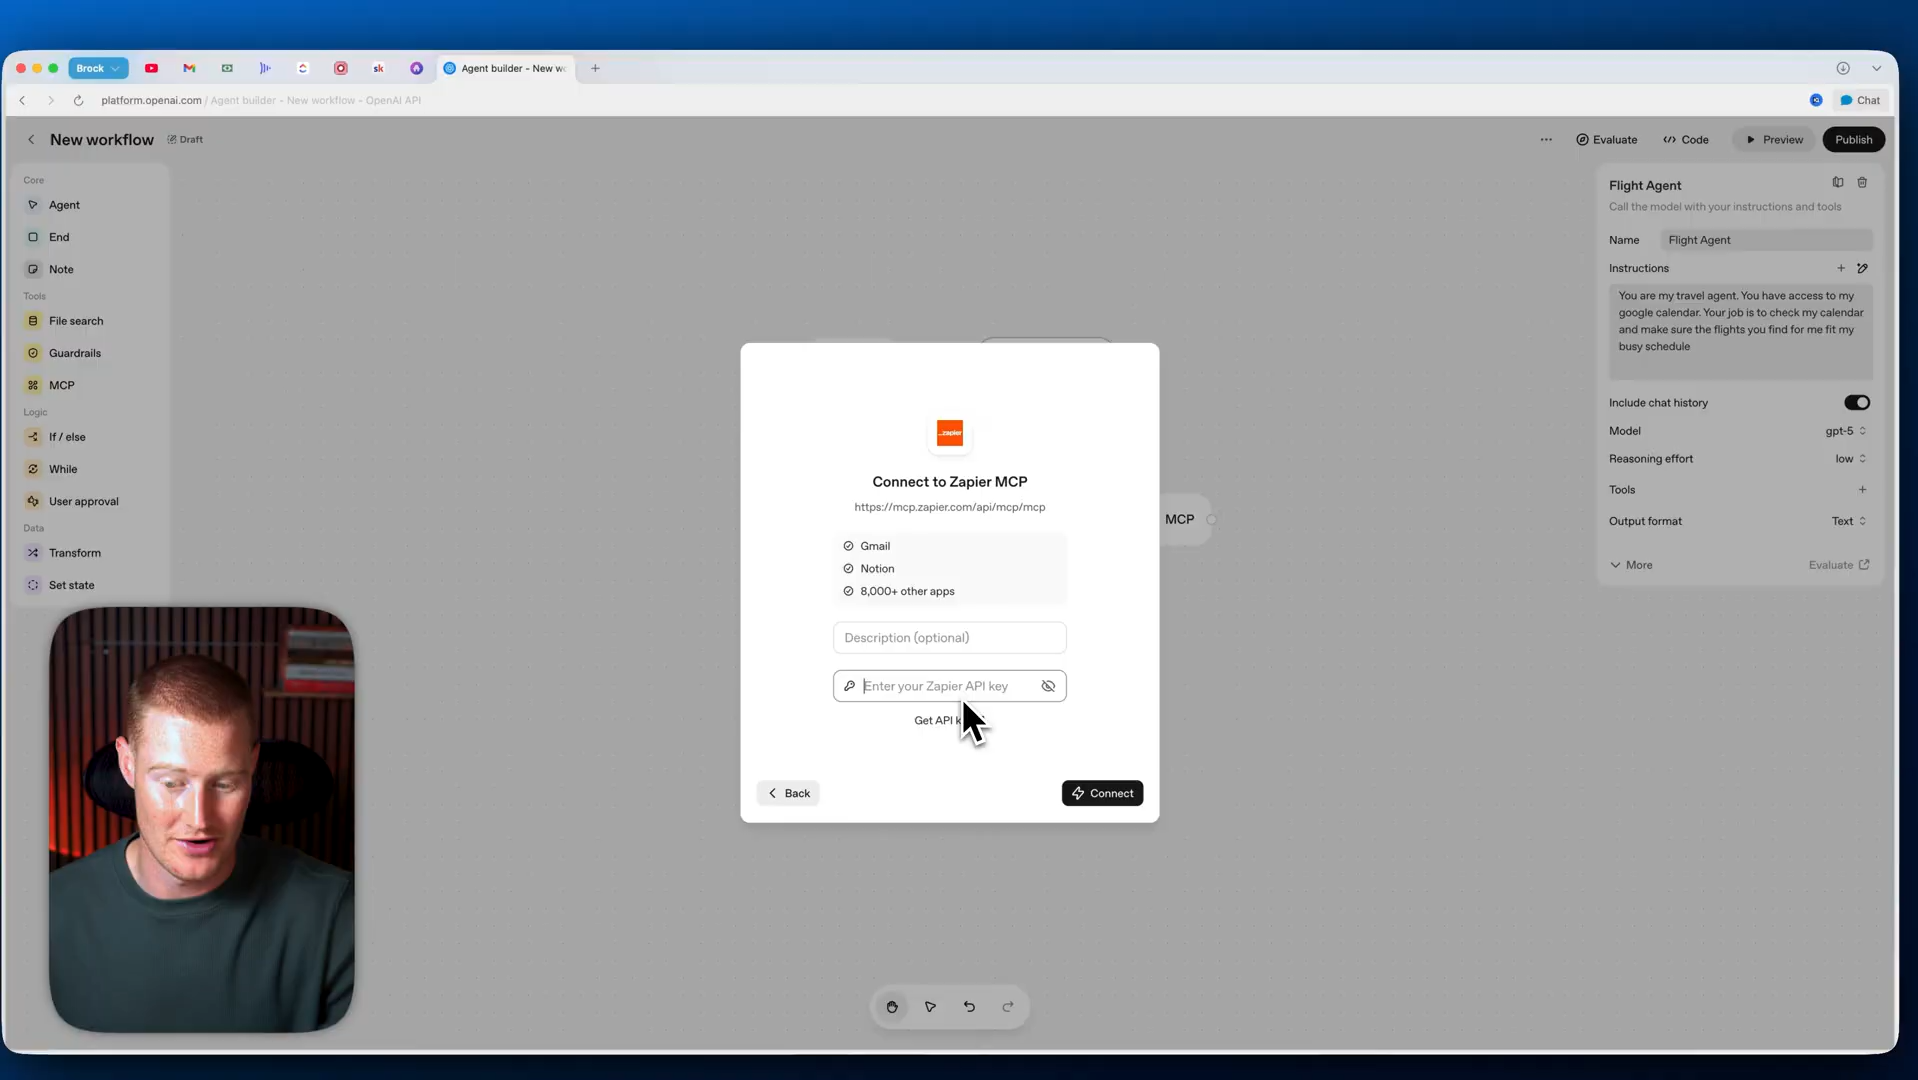 Brock
sk
Agent builder - New wo
platform.openai.com / Agent builder - New workflow - OpenAI API
Chat
New workflow
Draft
Evaluate
Code
Preview
Publish
Core
Agent
End
Note
Tools
File search
Guardrails
MCP
Logic
If / else
While
User approval
Data
Transform
Set state
zapier
Connect to Zapier MCP
https://mcp.zapier.com/api/mcp/mcp
Gmail
Notion
8,000+ other apps
Description (optional)
Enter your Zapier API key
Get API k
Back
Connect
MCP
Flight Agent
Call the model with your instructions and tools
Name
Flight Agent
Instructions
You are my travel agent. You have access to my
google calendar. Your job is to check my calendar
and make sure the flights you find for me fit my
busy schedule
Include chat history
Model
gpt-5
Reasoning effort
low
Tools
Output format
Text
More
Evaluate